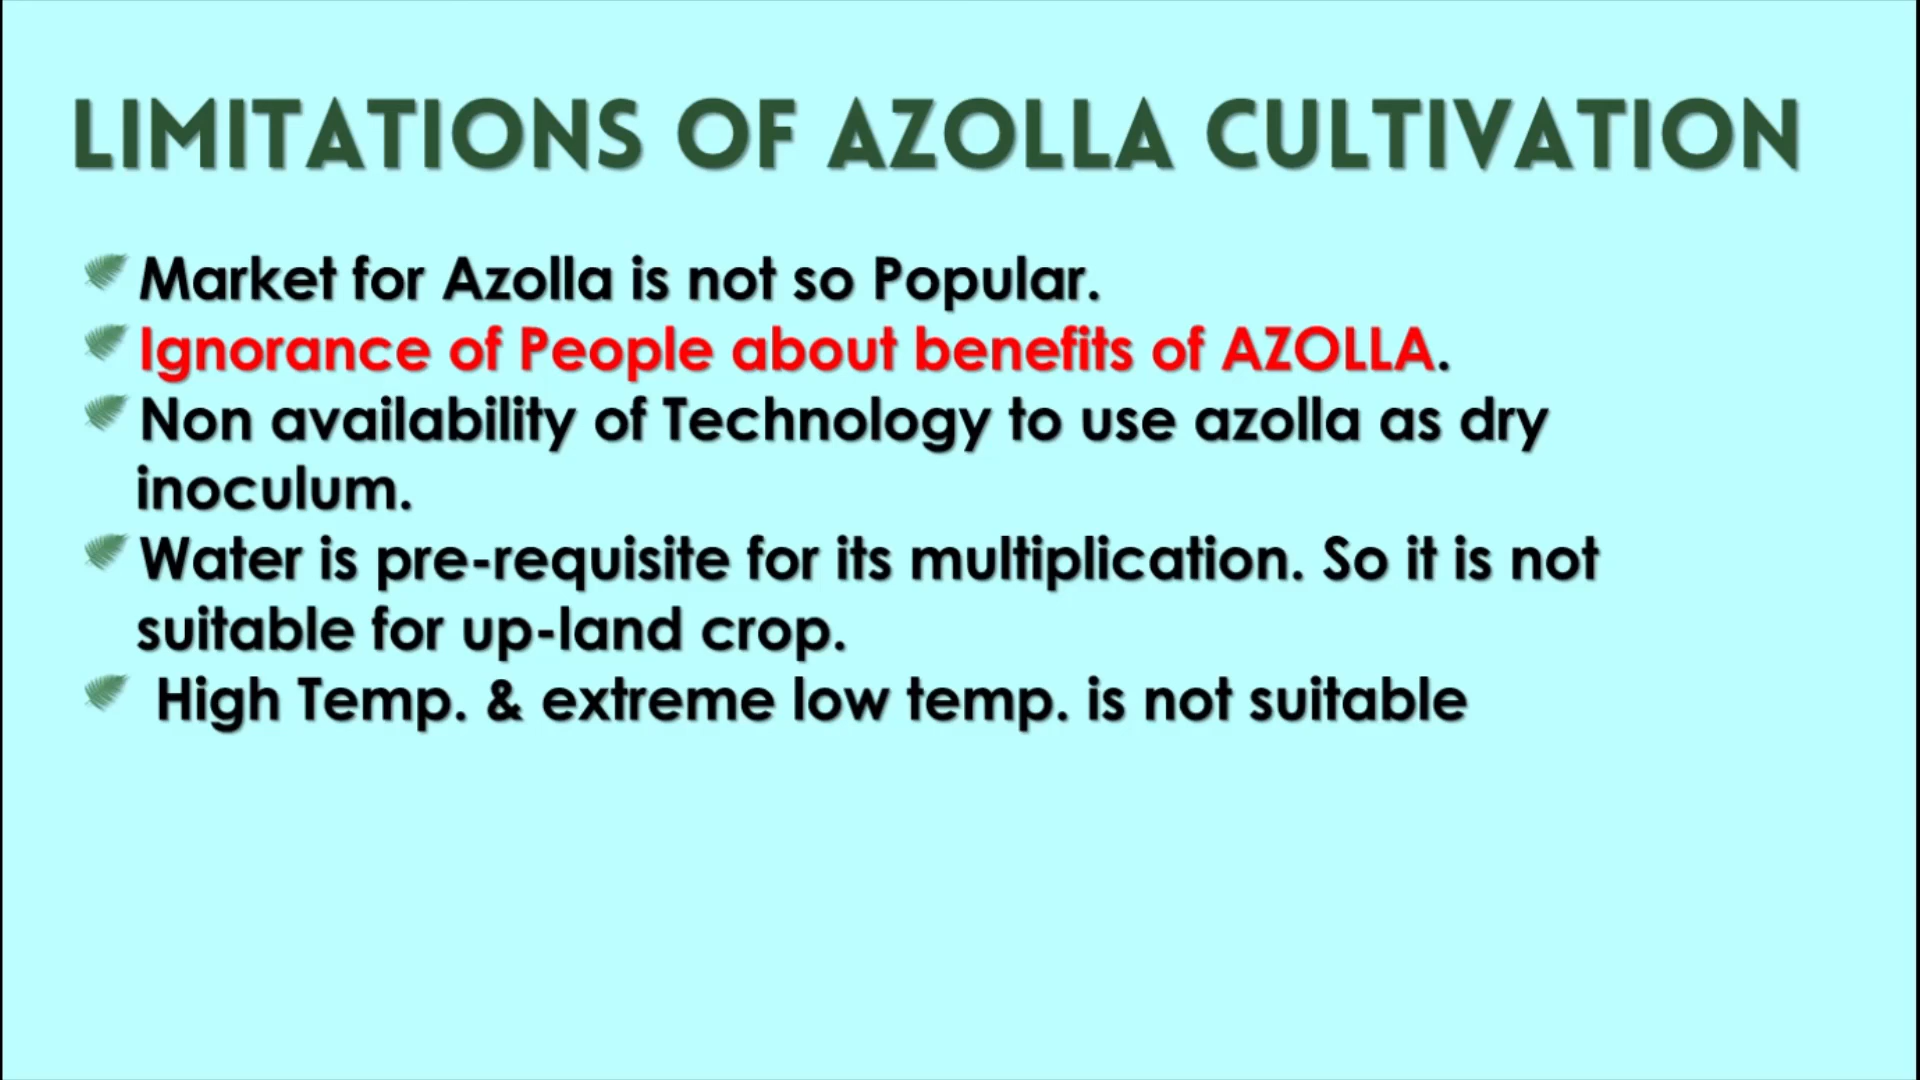 LIMITATIONS OF AZOLLA CULTIVATION
Market for Azolla is not so Popular.
Ignorance of People about benefits of AZOLLA.
Non availability of Technology to use azolla as dry
inoculum.
Water is pre-requisite for its multiplication. So it is not
suitable for up-land crop.
High Temp. & extreme low temp. is not suitable